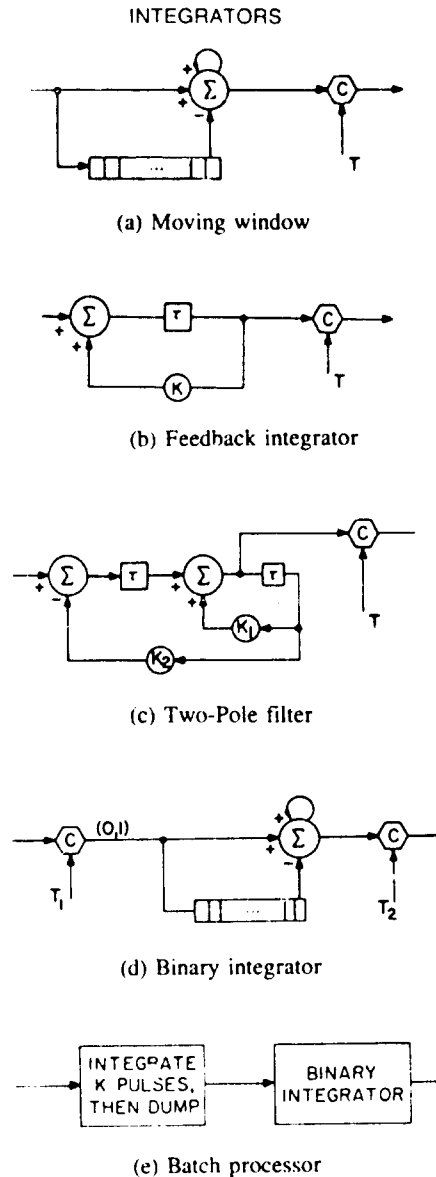 INTEGRATORS
+
Σ
+
-
C
...
T
(a) Moving window
+
Σ
τ
C
+
K
T
(b) Feedback integrator
C
+
Σ
τ
+
Σ
τ
-
+
K1
T
K2
(c) Two-Pole filter
+
C
(0,1)
+
Σ
C
-
T1
...
T2
(d) Binary integrator
INTEGRATE
K PULSES,
THEN DUMP
BINARY
INTEGRATOR
(e) Batch processor